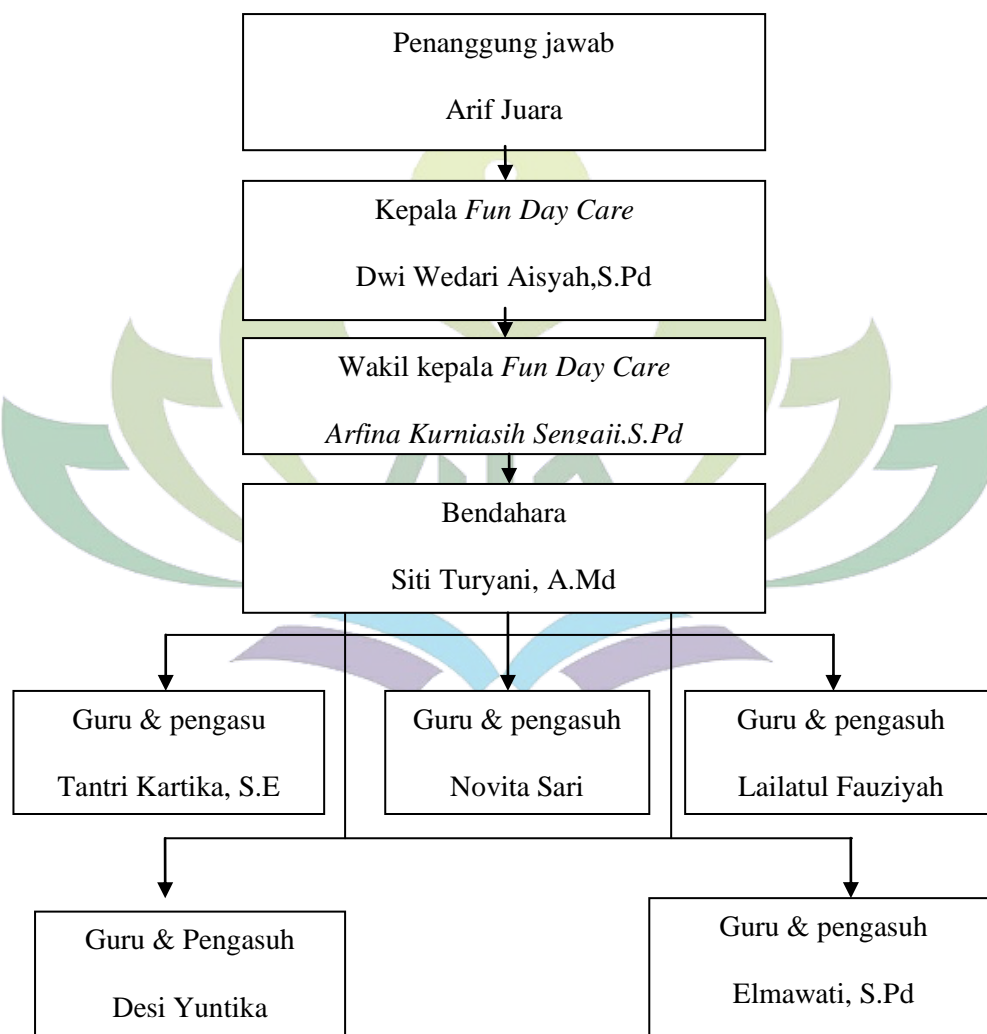 Penanggung jawab
Arif Juara
Kepala Fun Day Care
Dwi Wedari Aisyah,S.Pd
Wakil kepala Fun Day Care
Arfina Kurniasih Sengaji,S.Pd
Bendahara
Siti Turyani, A.Md
Guru & pengasu
Tantri Kartika, S.E
Guru & pengasuh
Novita Sari
Guru & pengasuh
Lailatul Fauziyah
Guru & Pengasuh
Desi Yuntika
Guru & pengasuh
Elmawati, S.Pd